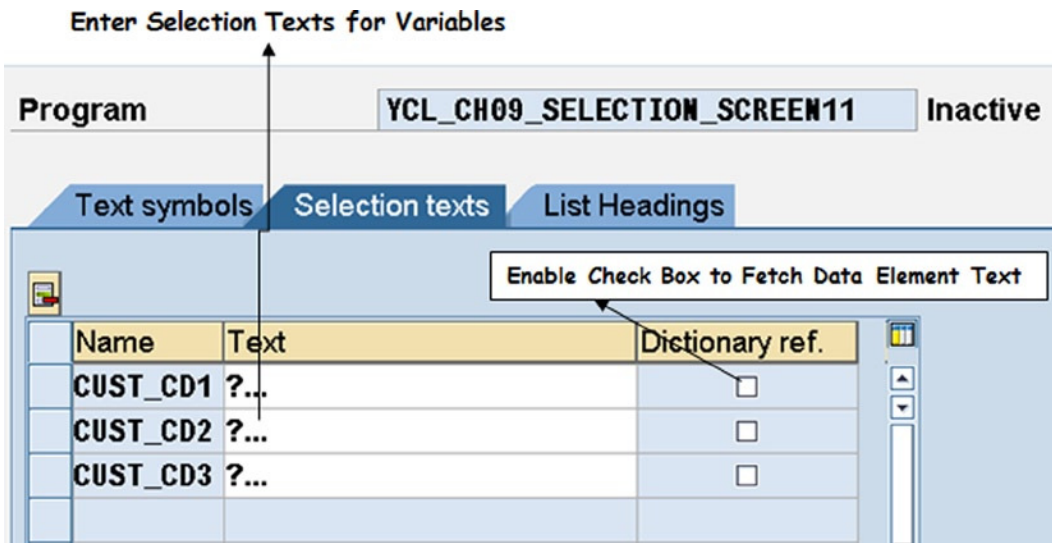 Enter Selection Texts for Variables
Program YCL_CH09_SELECTION_SCREEN11 Inactive
Text symbols Selection texts List Headings
Enable Check Box to Fetch Data Element Text
Name Text Dictionary ref.
CUST_CD1 ?...
CUST_CD2 ?...
CUST_CD3 ?...